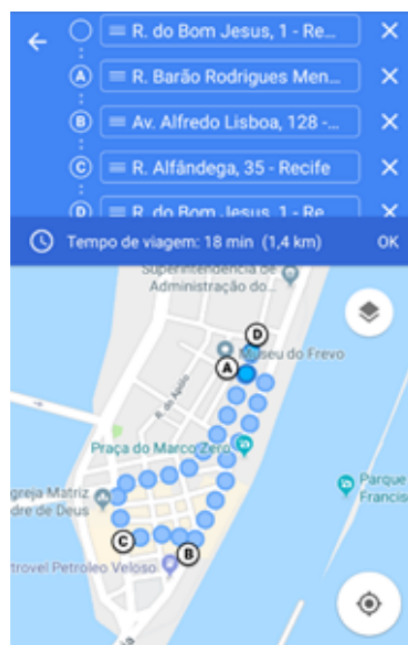 R. do Bom Jesus, 1 - Re...
A
R. Barão Rodrigues Men...
B
Av. Alfredo Lisboa, 128 -...
C
R. Alfândega, 35 - Recife
D
R. do Bom Jesus, 1 - Re
Tempo de viagem: 18 min (1,4 km)
OK
Superintendência de
Administração do...
D
Museu do Frevo
A
R. do Apolo
Praça do Marco Zero
Parque
Francis
greja Matriz
dre de Deus
C
B
trovel Petroleo Veloso